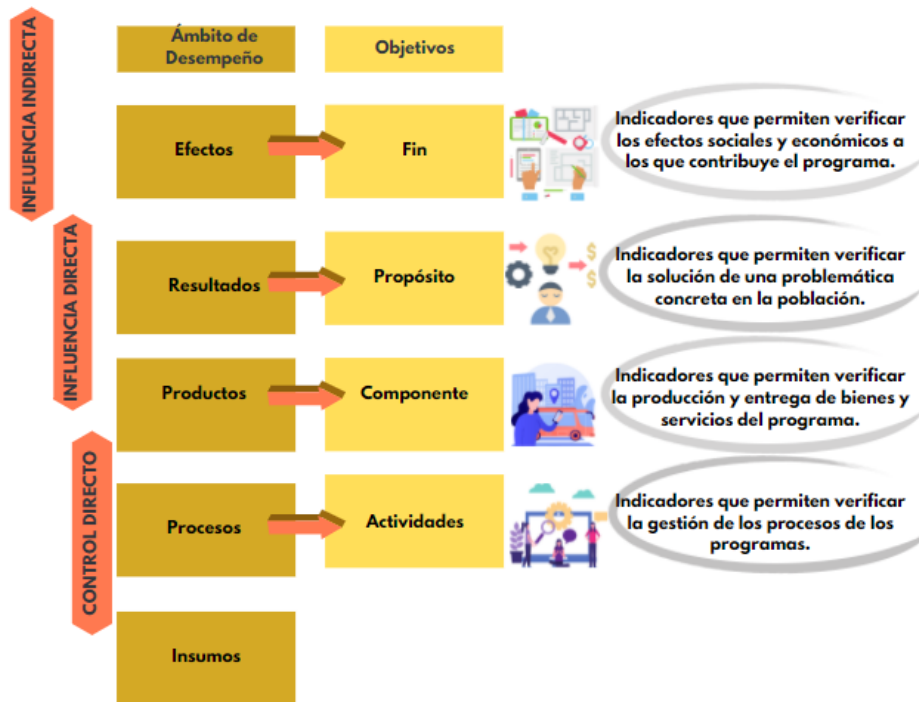 INFLUENCIA INDIRECTA
INFLUENCIA DIRECTA
CONTROL DIRECTO
Ámbito de
Desempeño
Objetivos
Efectos
Fin
Indicadores que permiten verificar
los efectos sociales y económicos a
los que contribuye el programa.
Resultados
Propósito
$
$
Indicadores que permiten verificar
la solución de una problemática
concreta en la población.
Productos
Componente
Indicadores que permiten verificar
la producción y entrega de bienes y
servicios del programa.
Procesos
Actividades
Indicadores que permiten verificar
la gestión de los procesos de los
programas.
Insumos